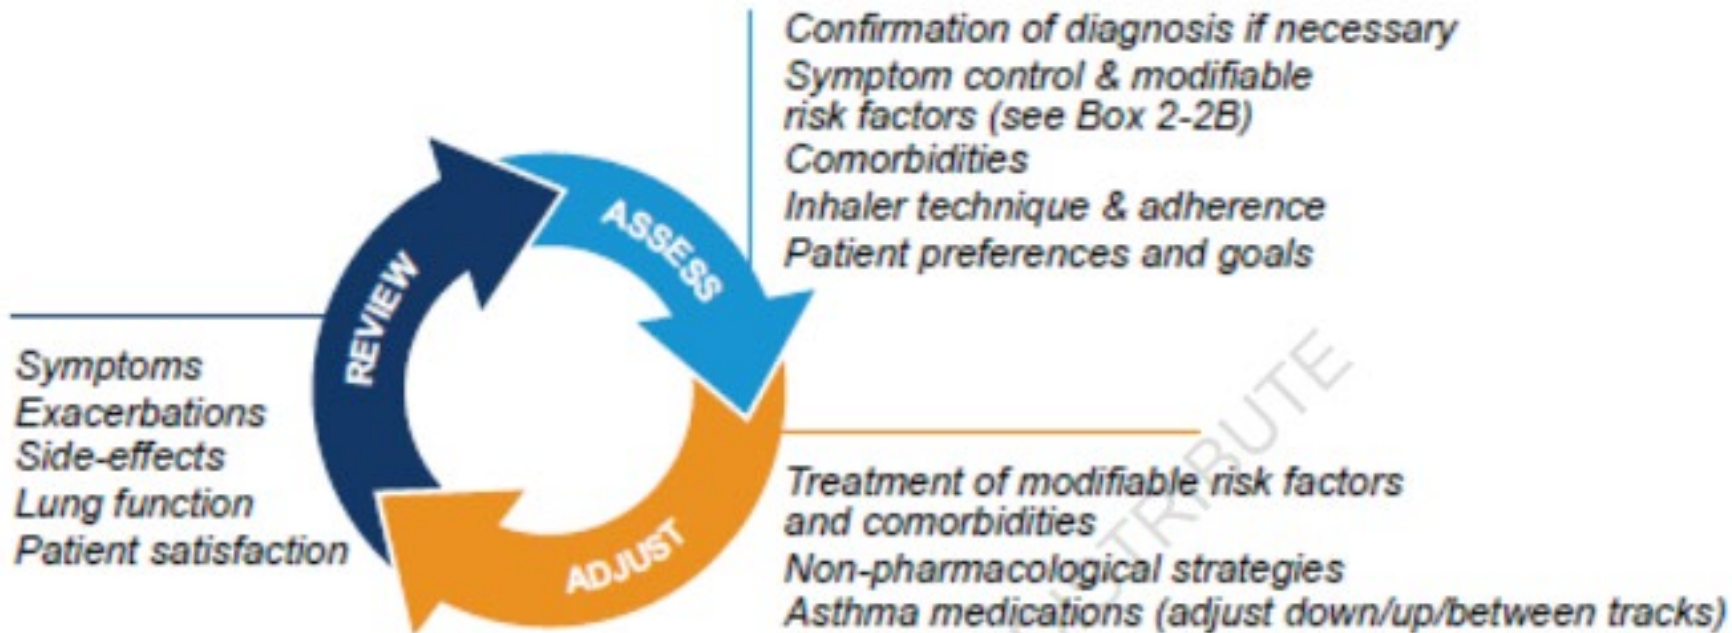 Confirmation of diagnosis if necessary
Symptom control & modifiable
risk factors (see Box 2-2B)
Comorbidities
Inhaler technique & adherence
Patient preferences and goals
ASSESS
REVIEW
Symptoms
Exacerbations
Side-effects
Lung function
Patient satisfaction
ADJUST
Treatment of modifiable risk factors
and comorbidities
Non-pharmacological strategies
Asthma medications (adjust down/up/between tracks)